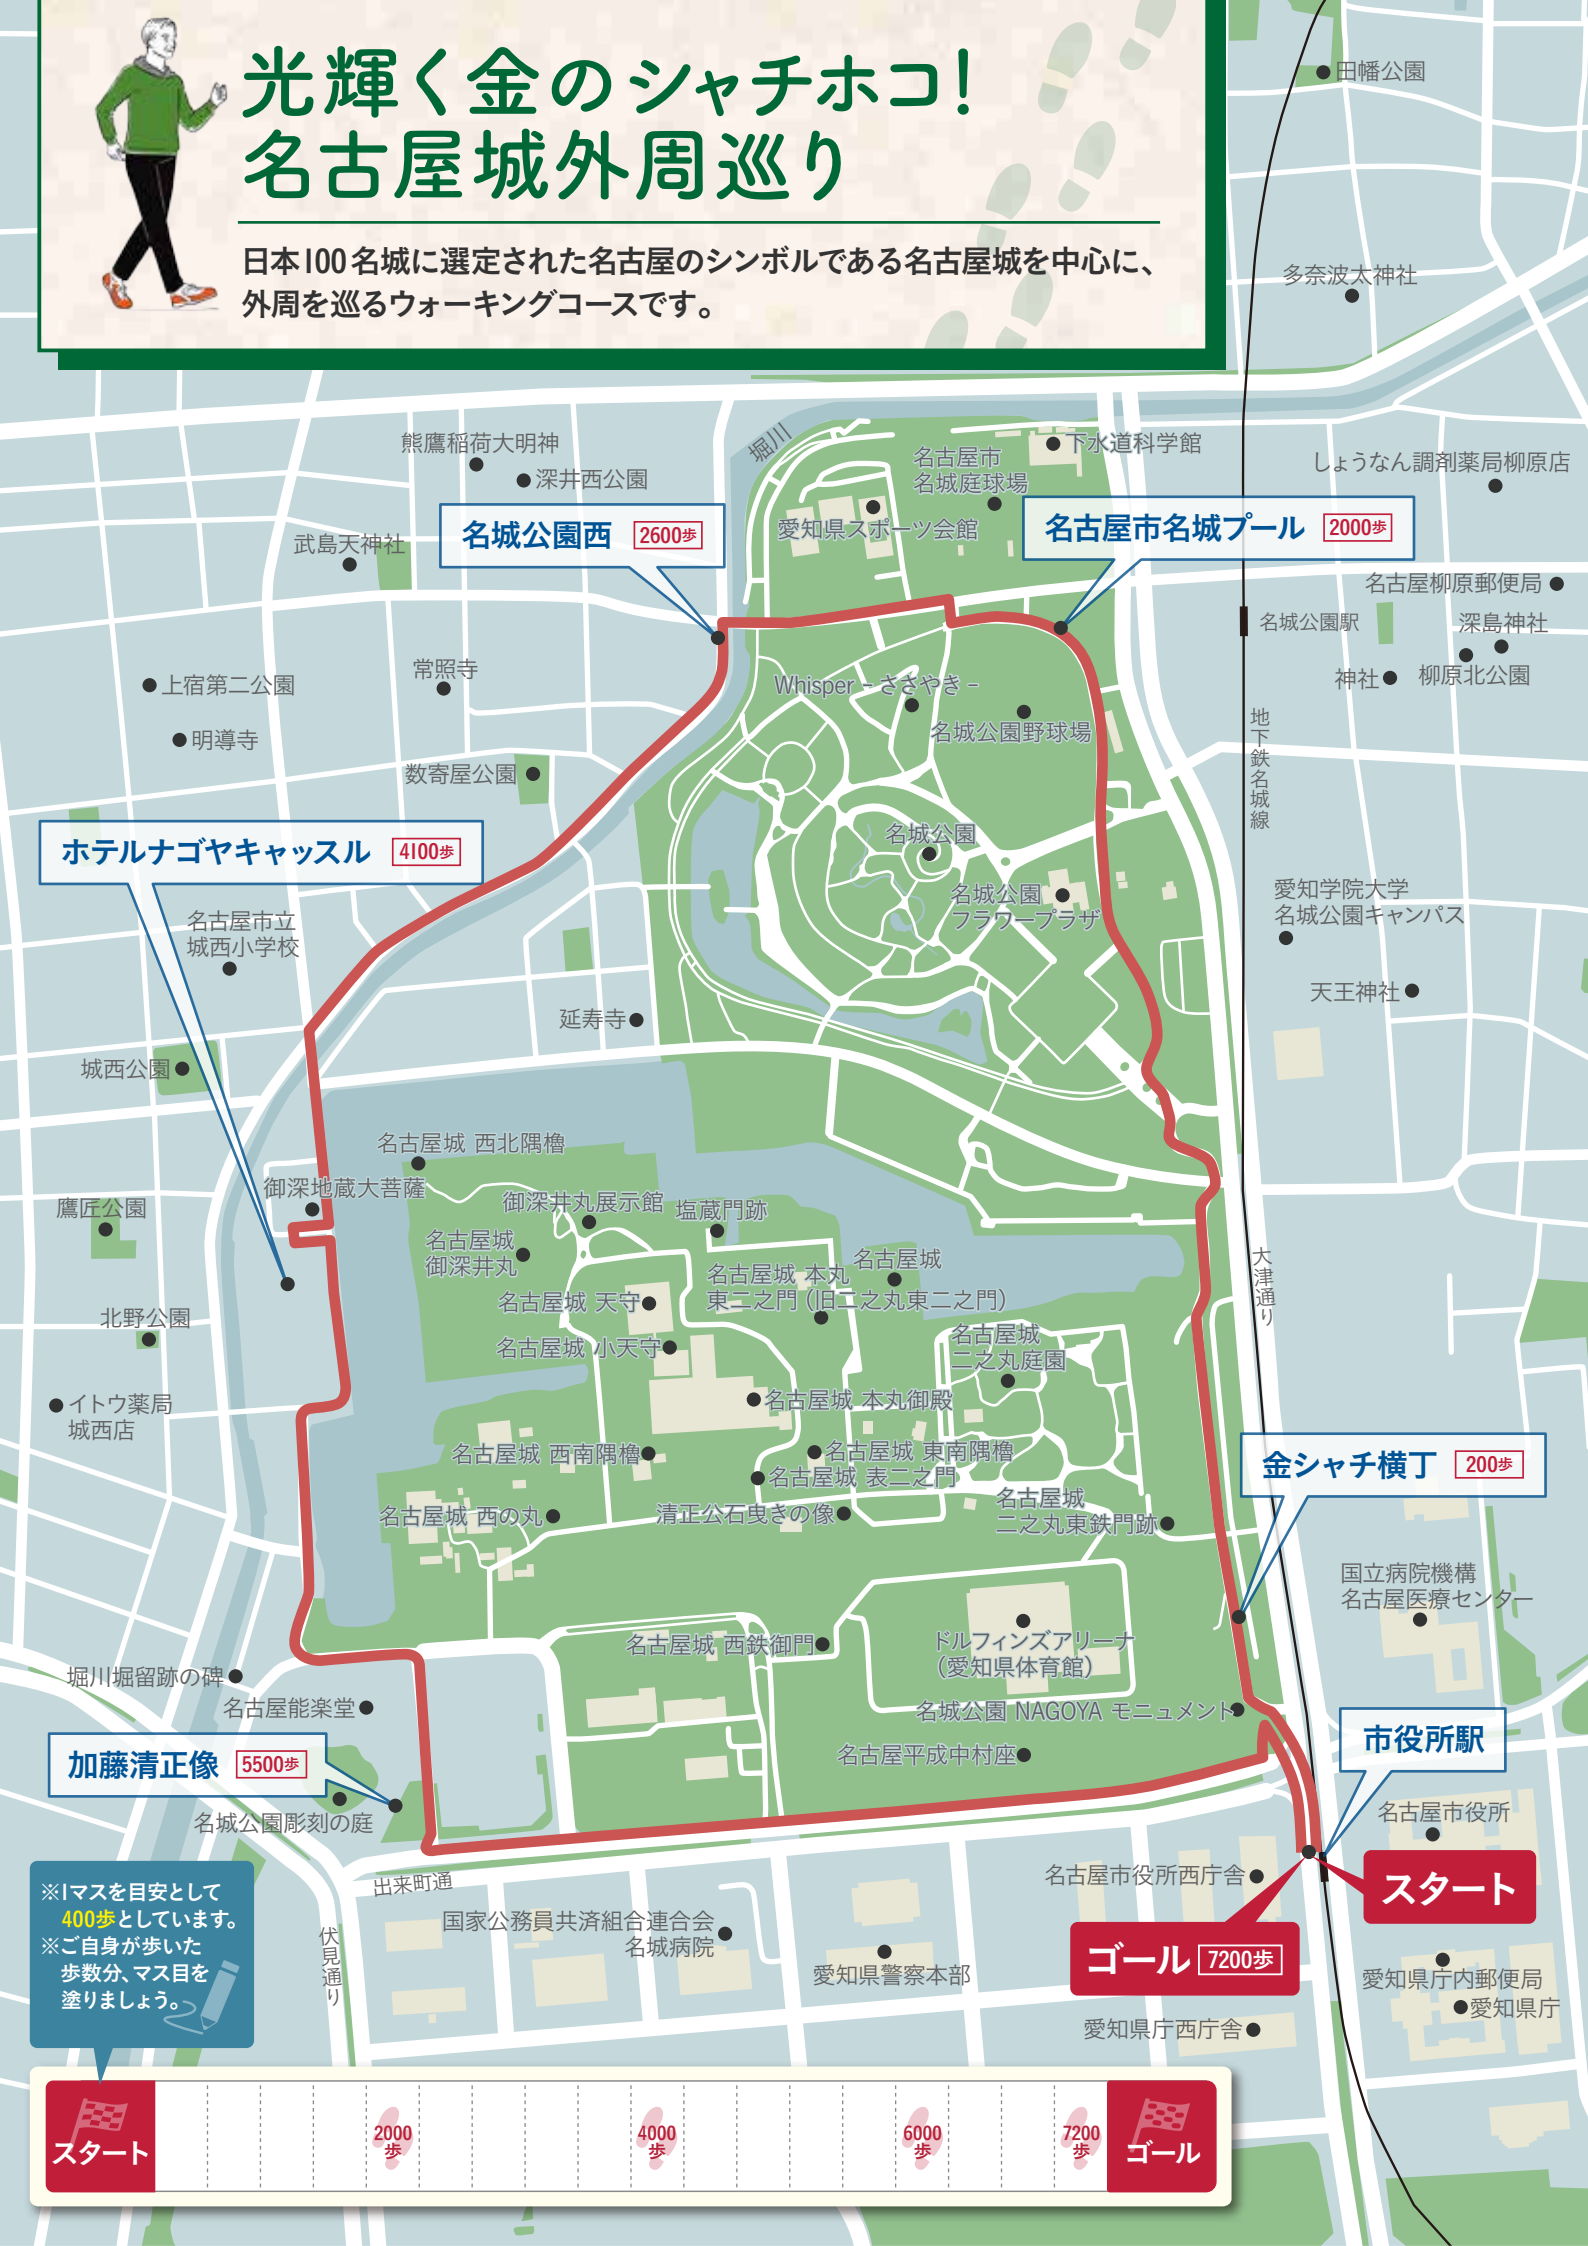 光輝く金のシャチホコ!
名古屋城外周巡り
日本100名城に選定された名古屋のシンボルである名古屋城を中心に、
外周を巡るウォーキングコースです。
田幡公園
多奈波太神社
堀川
熊鷹稲荷大明神
深井西公園
名古屋市
名城庭球場
下水道科学館
しょうなん調剤薬局柳原店
名城公園西 2600歩
愛知県スポーツ会館
名古屋市名城プール 2000歩
武島天神社
名古屋柳原郵便局
名城公園駅
深島神社
神社
柳原北公園
上宿第二公園
常照寺
Whisper - ささやき -
名城公園野球場
明導寺
数寄屋公園
地下鉄名城線
ホテルナゴヤキャッスル 4100歩
名城公園
名城公園
フラワープラザ
愛知学院大学
名城公園キャンパス
名古屋市立
城西小学校
天王神社
延寿寺
城西公園
名古屋城 西北隅櫓
御深地蔵大菩薩
鷹匠公園
御深井丸展示館
塩蔵門跡
名古屋城
御深井丸
名古屋城
名古屋城 本丸
東二之門(旧二之丸東二之門)
大津通り
名古屋城 天守
北野公園
名古屋城 小天守
名古屋城
二之丸庭園
イトウ薬局
城西店
名古屋城 本丸御殿
名古屋城 西南隅櫓
名古屋城 東南隅櫓
名古屋城 表二之門
金シャチ横丁 200歩
名古屋城 西の丸
清正公石曳きの像
名古屋城
二之丸東鉄門跡
国立病院機構
名古屋医療センター
名古屋城 西鉄御門
ドルフィンズアリーナ
(愛知県体育館)
堀川堀留跡の碑
名古屋能楽堂
名城公園 NAGOYA モニュメント
市役所駅
名古屋平成中村座
加藤清正像 5500歩
名城公園彫刻の庭
名古屋市役所
出来町通
名古屋市役所西庁舎
スタート
※1マスを目安として
400歩としています。
※ご自身が歩いた
歩数分、マス目を
塗りましょう。
伏見通り
国家公務員共済組合連合会
名城病院
愛知県警察本部
ゴール 7200歩
愛知県庁内郵便局
愛知県庁
愛知県庁西庁舎
スタート
2000
歩
4000
歩
6000
歩
7200
歩
ゴール